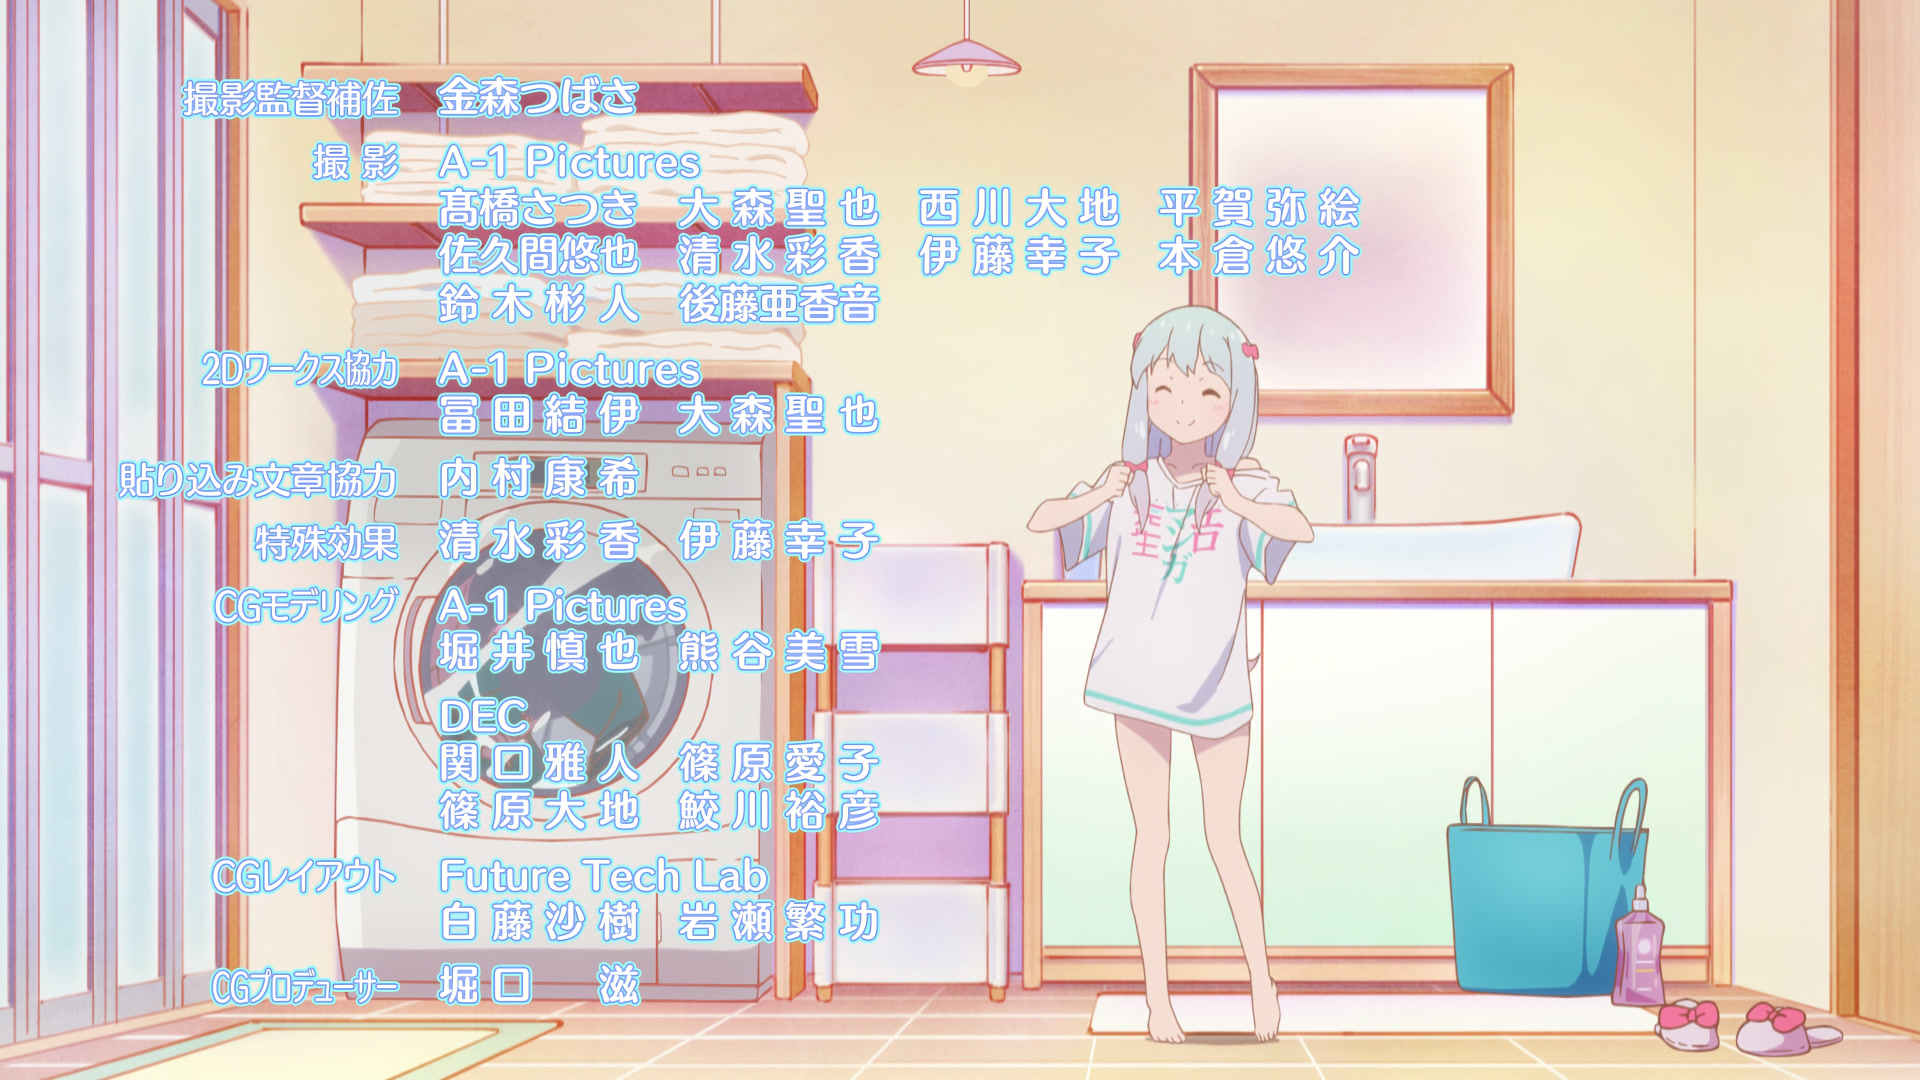 撮影監督補佐 金森つばさ
撮影 A-1 Pictures
髙橋さつき 大森聖也 西川大地 平賀弥絵
佐久間悠也 清水彩香 伊藤幸子 本倉悠介
鈴木彬人 後藤亜香音
2Dワークス協力 A-1 Pictures
冨田結伊 大森聖也
貼り込み文章協力 内村康希
特殊効果 清水彩香 伊藤幸子
CGモデリング A-1 Pictures
堀井慎也 熊谷美雪
DEC
関口雅人 篠原愛子
篠原大地 鮫川裕彦
CGレイアウト Future Tech Lab
白藤沙樹 岩瀬繁功
CGプロデューサー 堀口 滋